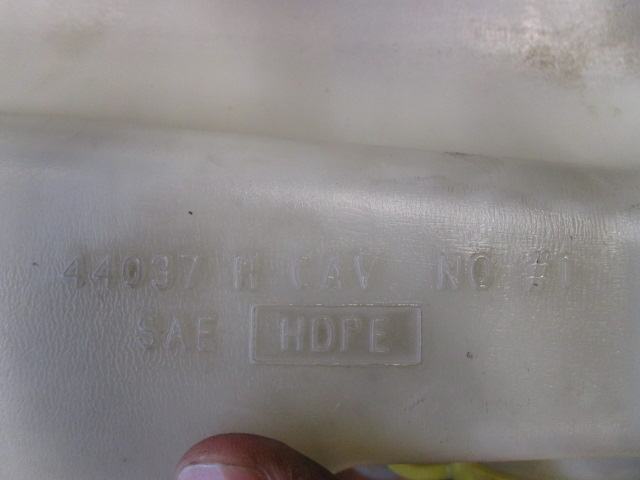 44037 H CAV NO #1
SAE HDPE